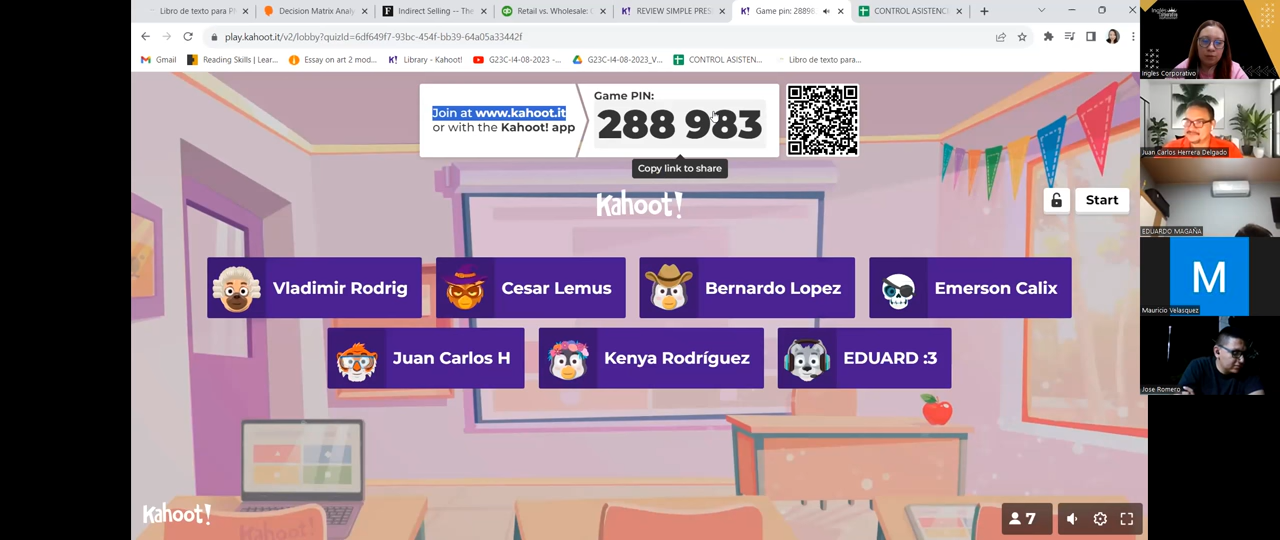 Libro de texto para P
Decision Matrix Anal
Indirect Selling -- The
Retail vs. Wholesale: C
K! REVIEW SIMPLE PRES
K! Game pin: 28898
CONTROL ASISTENC
play.kahoot.it/v2/lobby?quizId=6df649f7-93bc-454f-bb39-64a05a33442f
Gmail
Reading Skills | Lear...
Essay on art 2 mod...
K! Library - Kahoot!
G23C-I4-08-2023 -...
G23C-I4-08-2023_V...
CONTROL ASISTEN...
Libro de texto para...
Join at www.kahoot.it
or with the Kahoot! app
Game PIN:
288 983
Copy link to share
Kahoot!
Start
Vladimir Rodrig
Cesar Lemus
Bernardo Lopez
Emerson Calix
Juan Carlos H
Kenya Rodríguez
EDUARD :3
Kahoot!
7
Ingles Corporativo
Juan Carlos Herrera Delgado
EDUARDO MAGAÑA
M
Mauricio Velasquez
Jose Romero